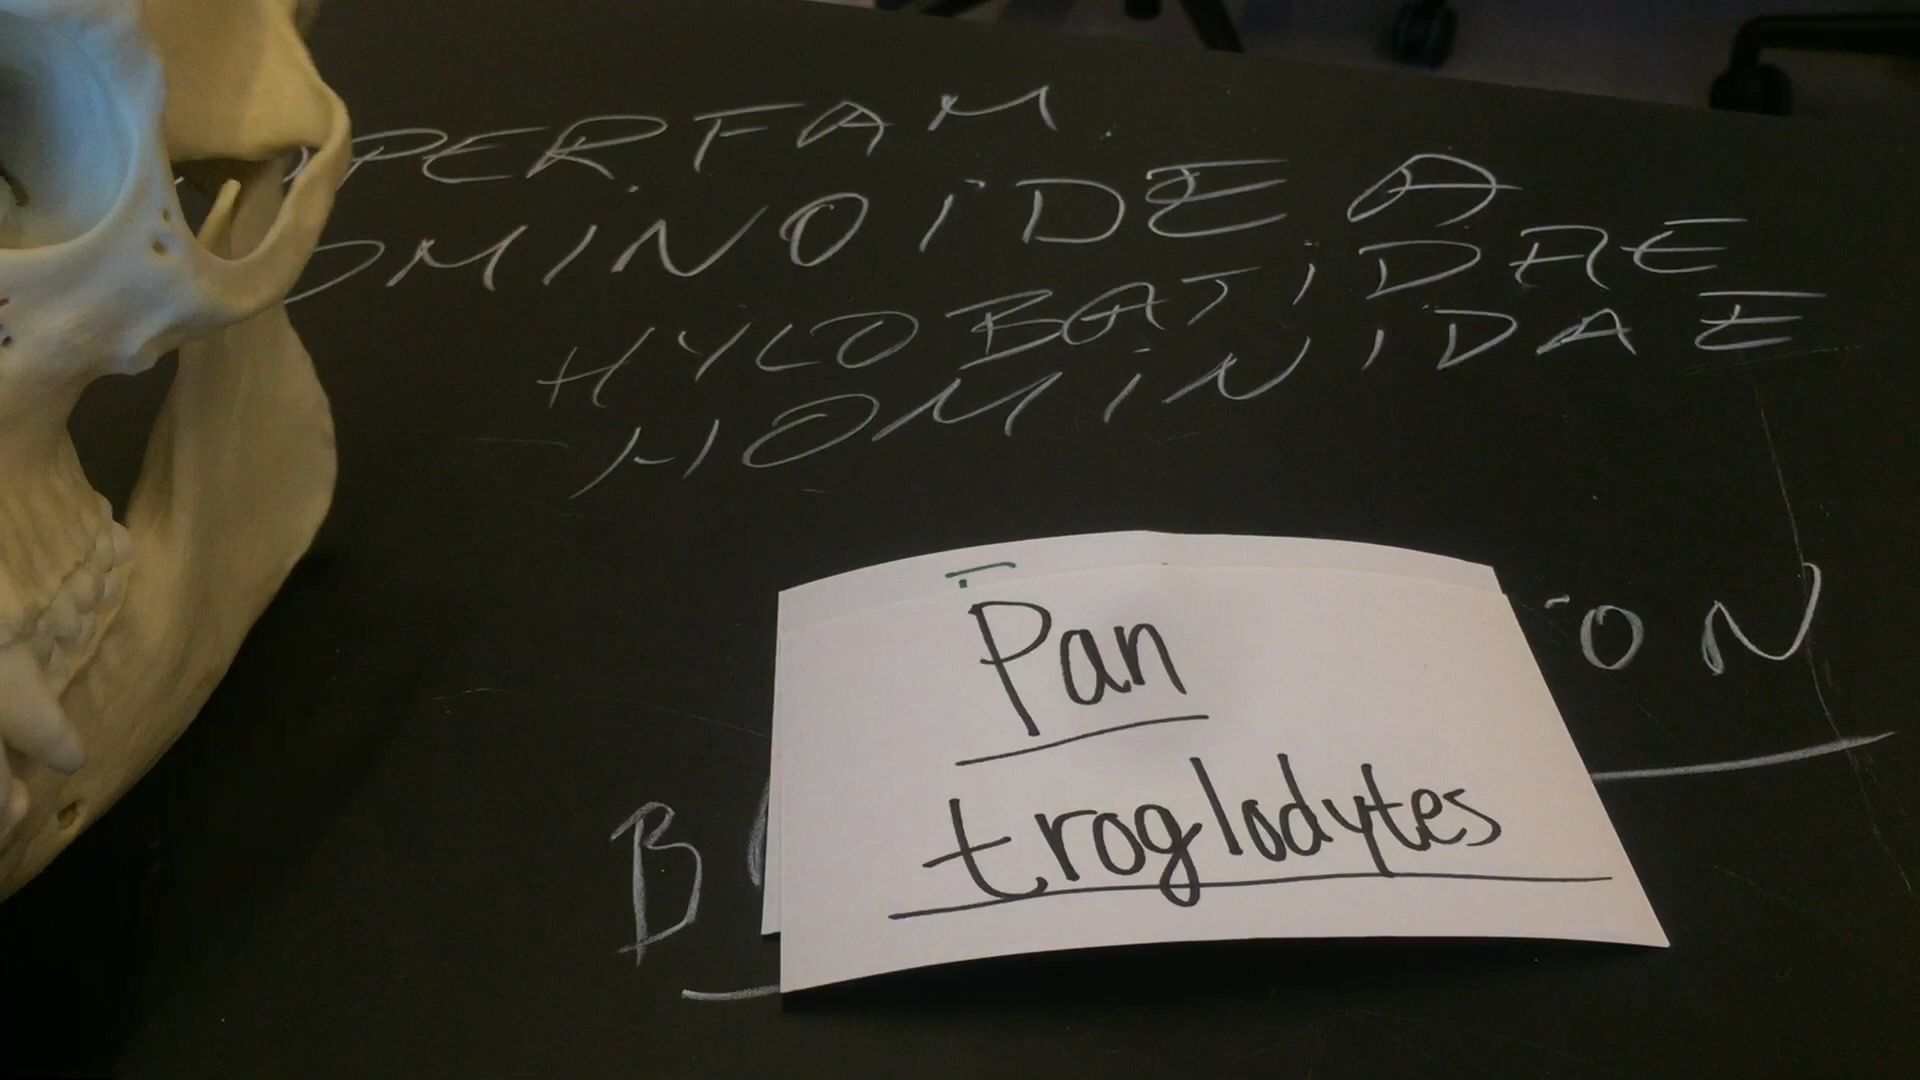 PERFAM
OMINOIDEA
HYLOBATIDAE
HOMINIDAE
ON
Pan
troglodytes
B